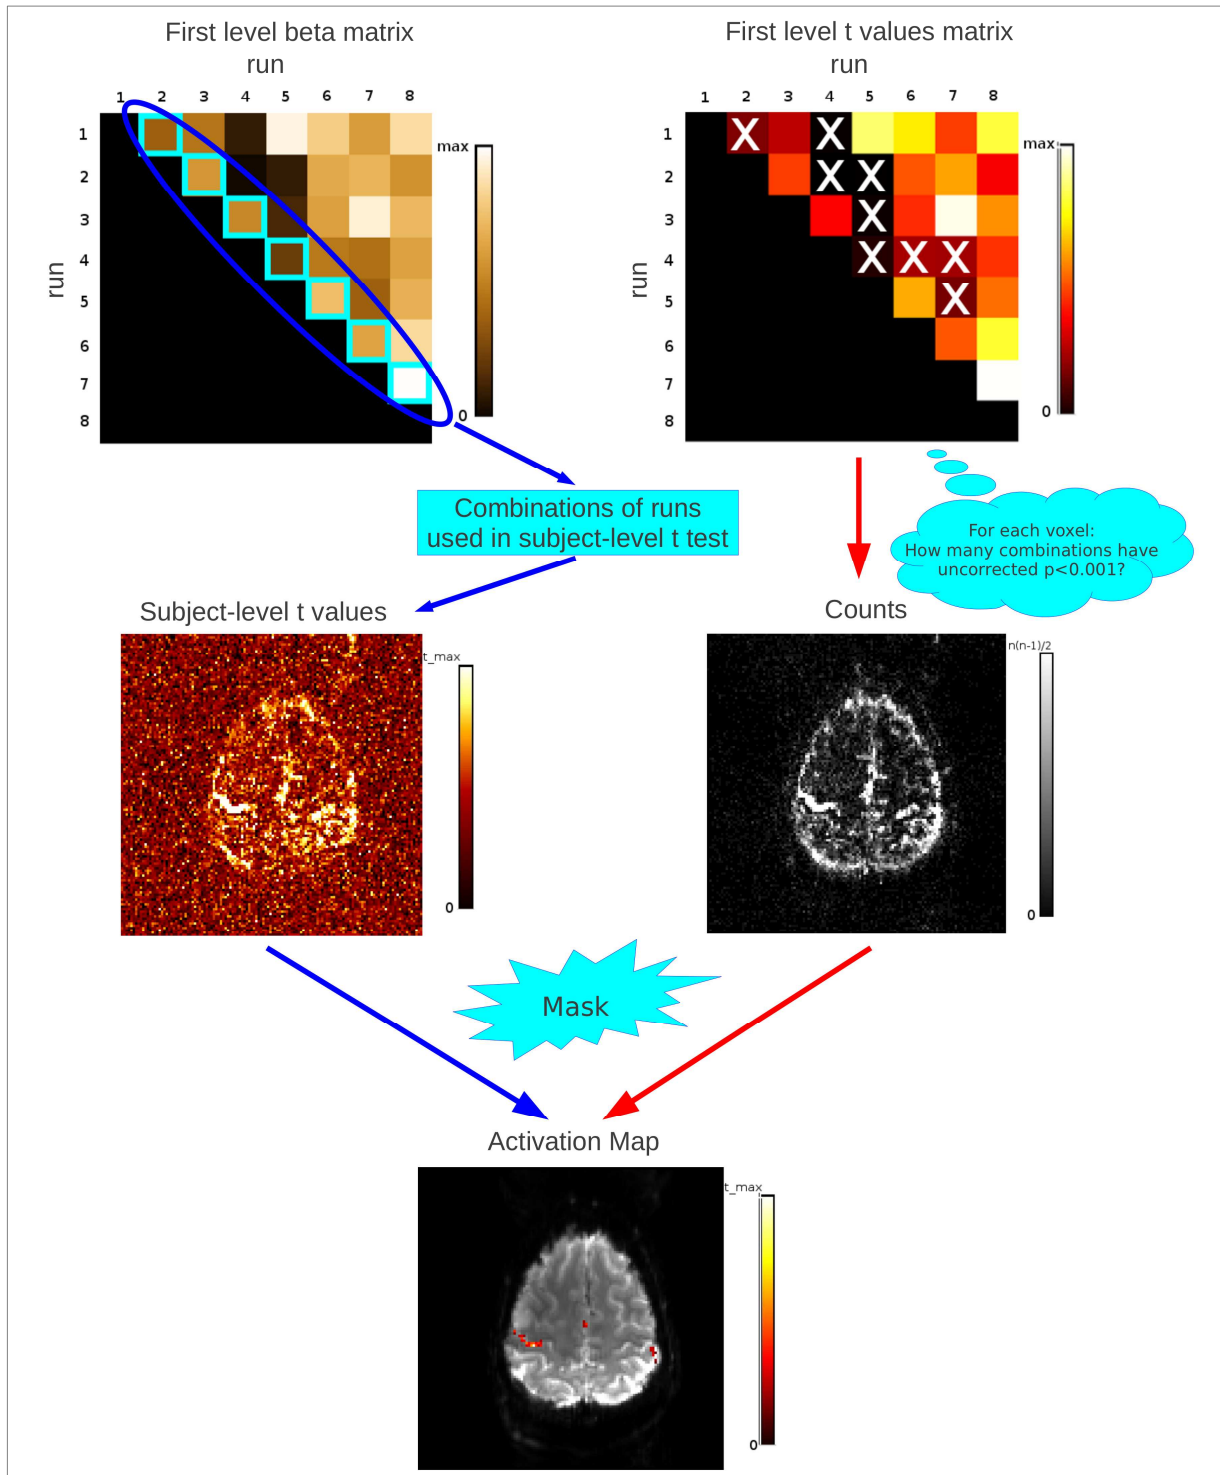 First level beta matrix
run
1 2 3 4 5 6 7 8
1
2
3
4
5
6
7
8
run
max
0
First level t values matrix
run
1 2 3 4 5 6 7 8
1
2
3
4
5
6
7
8
run
X X
X X
X
X X X
X
max
0
Combinations of runs
used in subject-level t test
For each voxel:
How many combinations have
uncorrected p<0.001?
Subject-level t values
t_max
0
Counts
n(n-1)/2
0
Mask
Activation Map
t_max
0